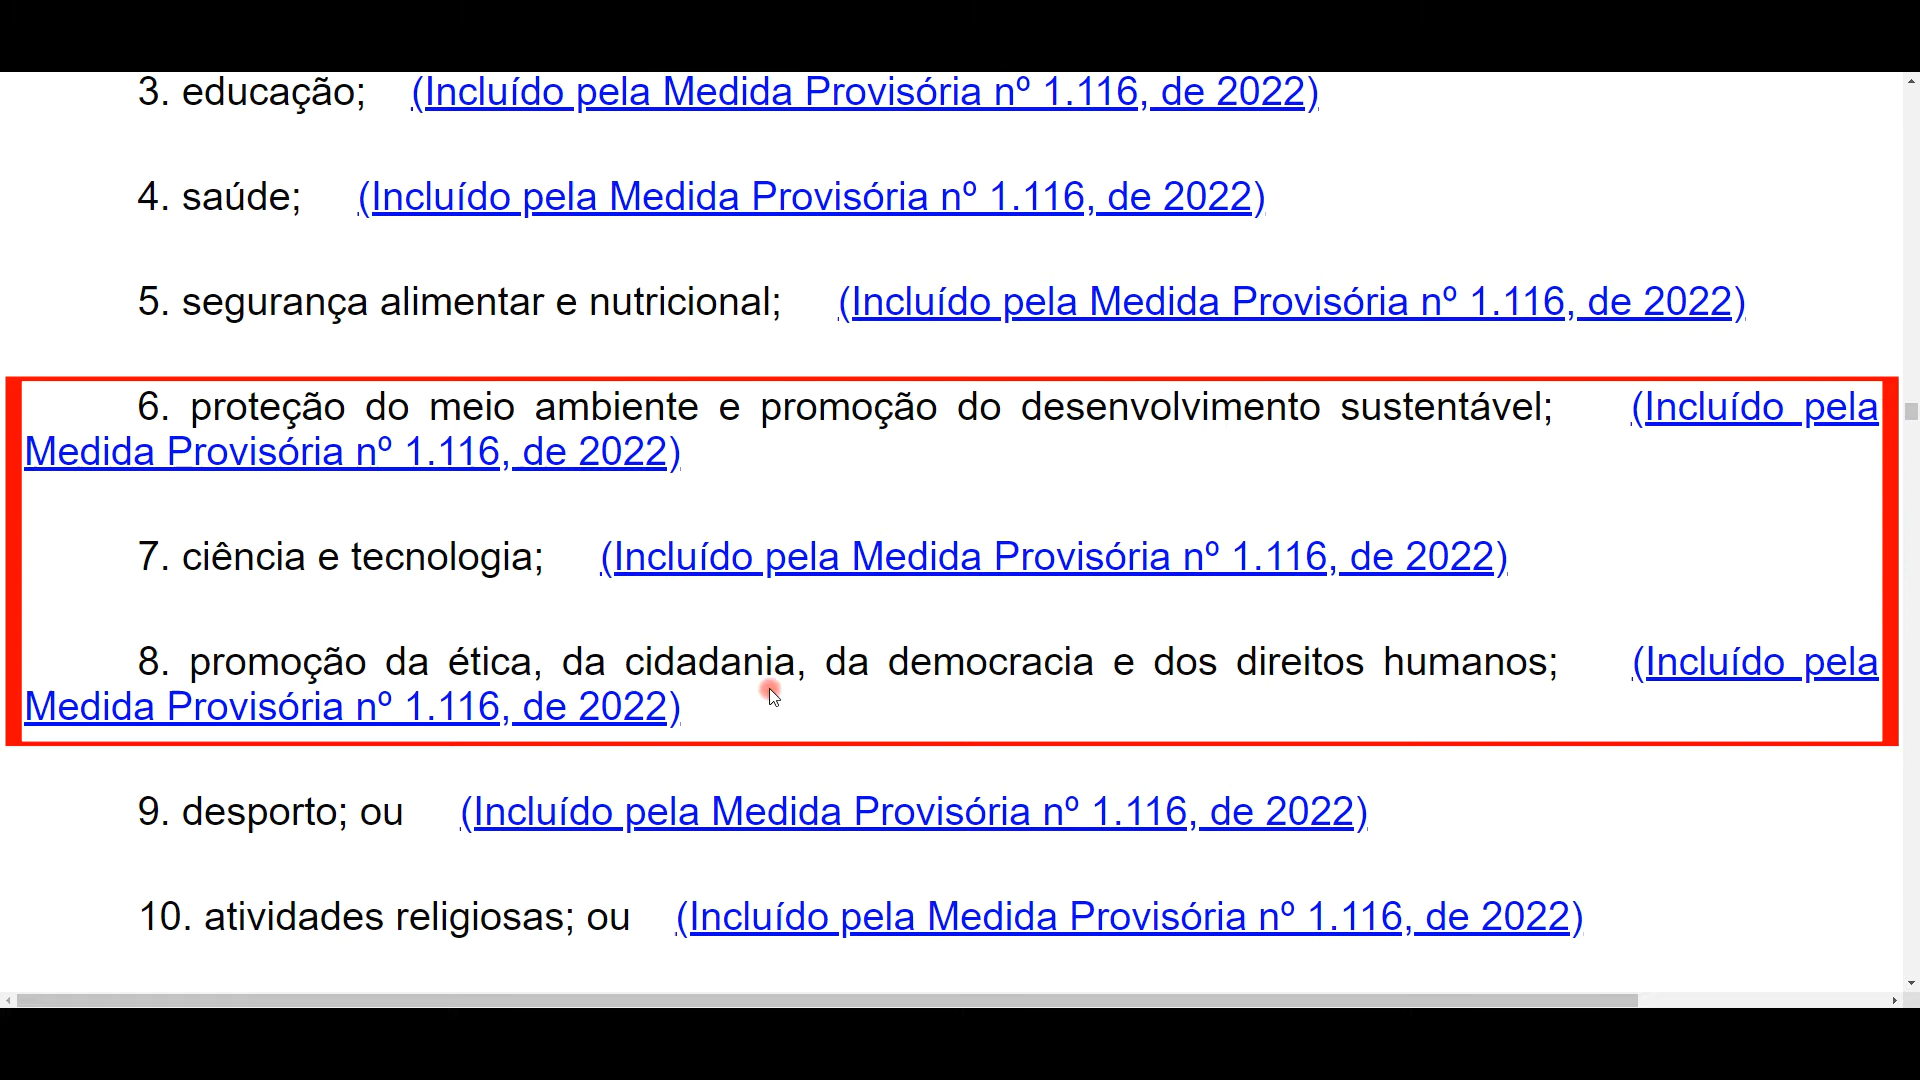 3. educação; (Incluído pela Medida Provisória nº 1.116, de 2022)
4. saúde; (Incluído pela Medida Provisória nº 1.116, de 2022)
5. segurança alimentar e nutricional; (Incluído pela Medida Provisória nº 1.116, de 2022)
6. proteção do meio ambiente e promoção do desenvolvimento sustentável; (Incluído pela
Medida Provisória nº 1.116, de 2022)
7. ciência e tecnologia; (Incluído pela Medida Provisória nº 1.116, de 2022)
8. promoção da ética, da cidadania, da democracia e dos direitos humanos; (Incluído pela
Medida Provisória nº 1.116, de 2022)
9. desporto; ou (Incluído pela Medida Provisória nº 1.116, de 2022)
10. atividades religiosas; ou (Incluído pela Medida Provisória nº 1.116, de 2022)